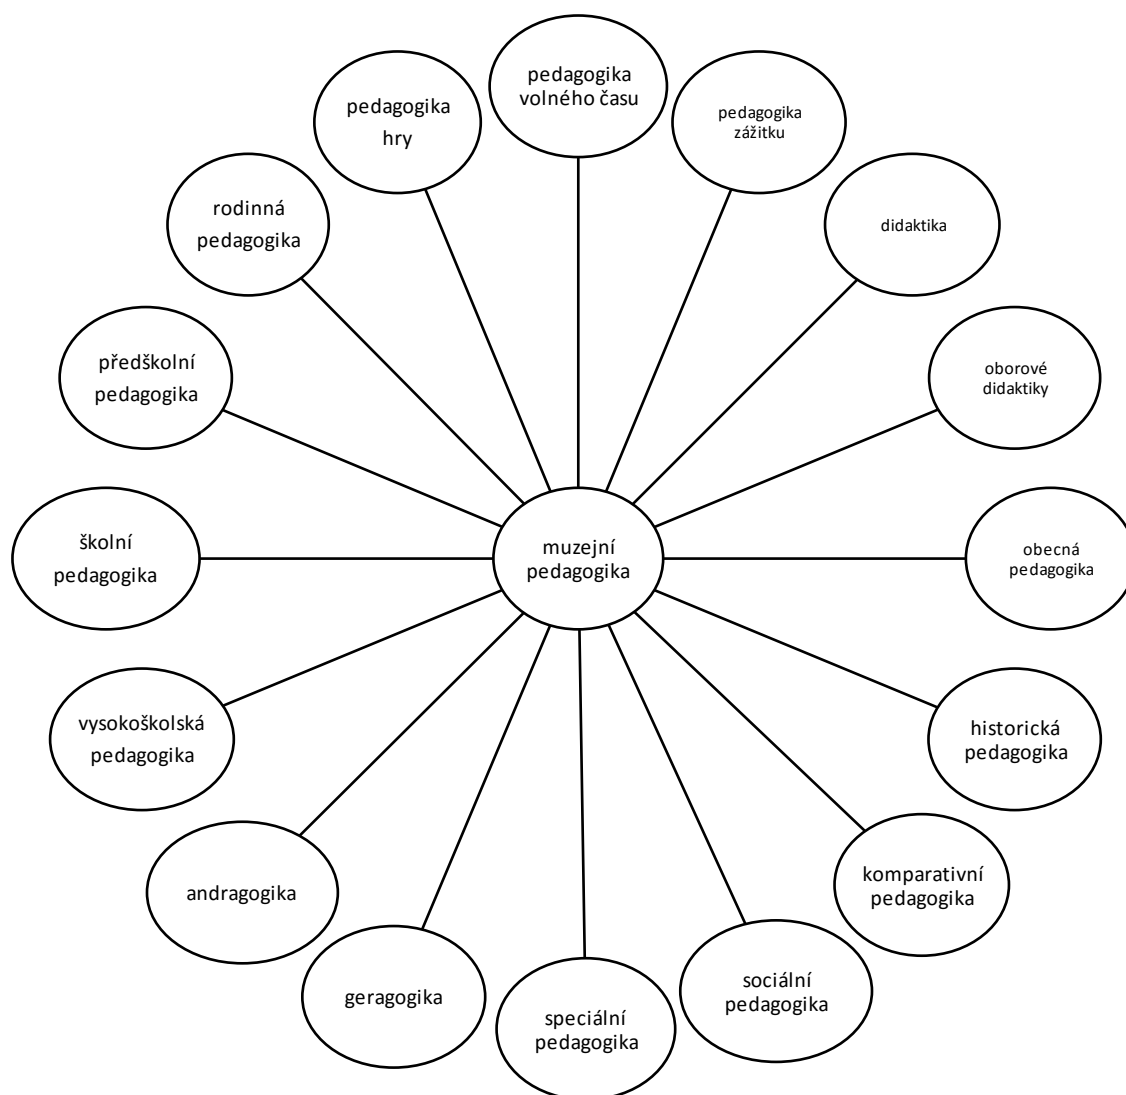 pedagogika
volného času
pedagogika
zážitku
didaktika
oborové
didaktiky
obecná
pedagogika
historická
pedagogika
komparativní
pedagogika
sociální
pedagogika
speciální
pedagogika
geragogika
andragogika
vysokoškolská
pedagogika
školní
pedagogika
předškolní
pedagogika
rodinná
pedagogika
pedagogika
hry
muzejní
pedagogika